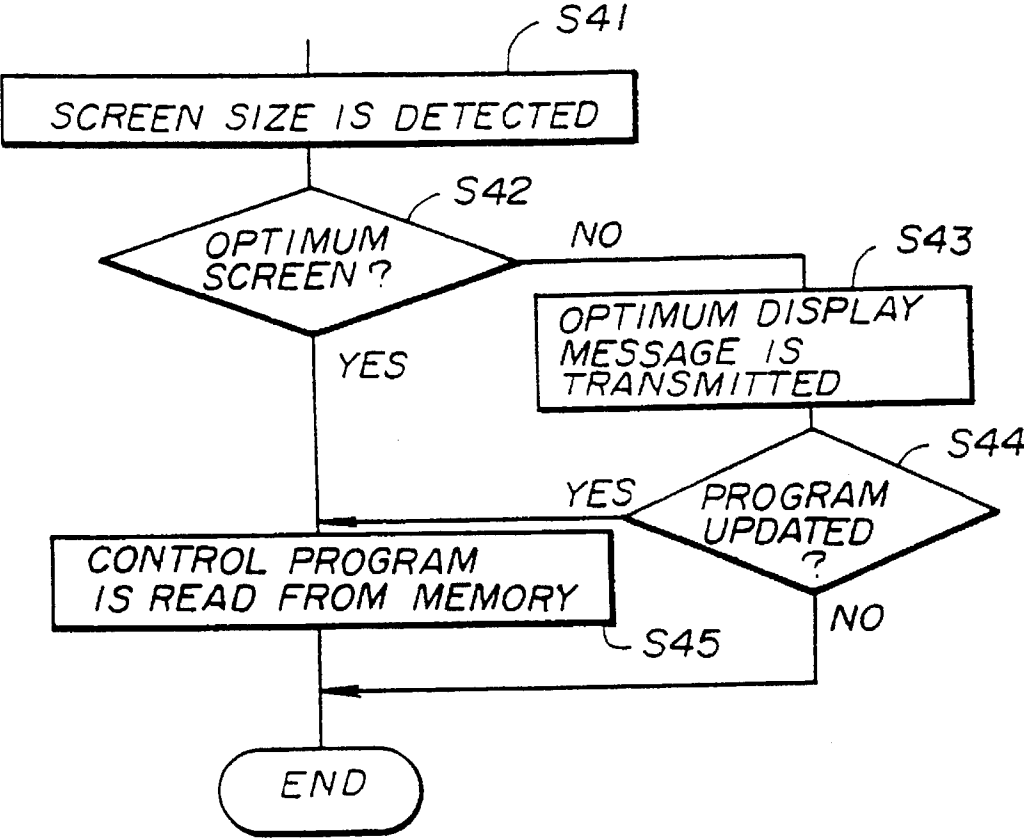 S41
SCREEN SIZE IS DETECTED
S42
OPTIMUM
SCREEN?
NO
S43
OPTIMUM DISPLAY
MESSAGE IS
TRANSMITTED
YES
S44
PROGRAM
UPDATED
?
YES
CONTROL PROGRAM
IS READ FROM MEMORY
NO
S45
END